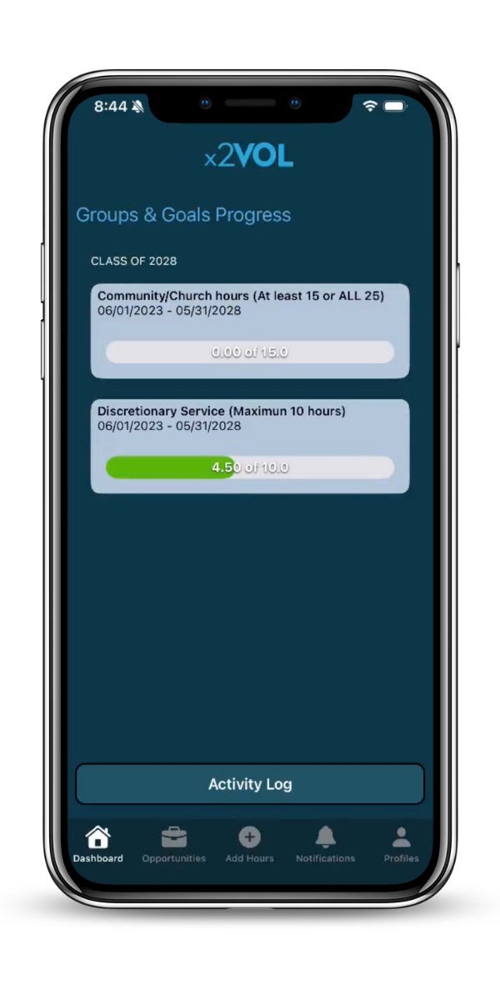 8:44
x2VOL
Groups & Goals Progress
CLASS OF 2028
Community/Church hours (At least 15 or ALL 25)
06/01/2023 - 05/31/2028
0.00 of 15.0
Discretionary Service (Maximun 10 hours)
06/01/2023 - 05/31/2028
4.50 of 10.0
Activity Log
Dashboard
Opportunities
Add Hours
Notifications
Profiles